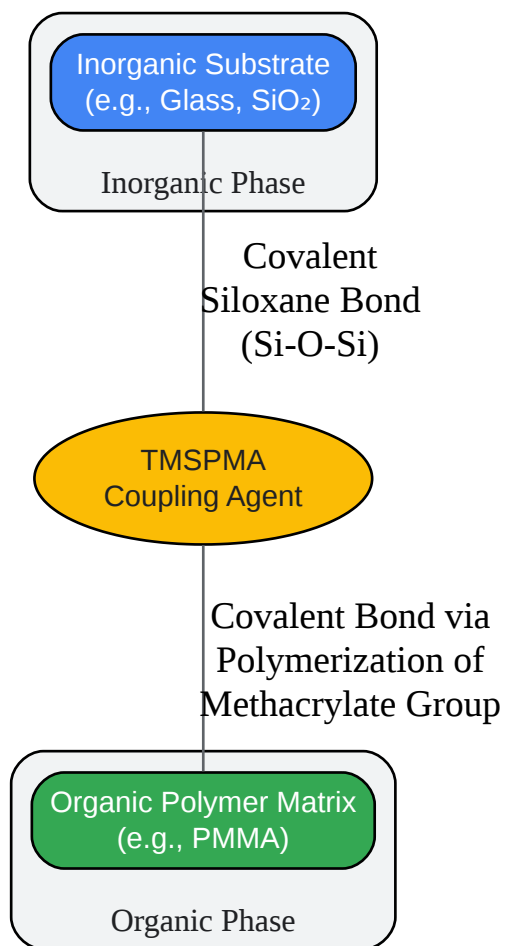 Inorganic Substrate
(e.g., Glass, SiO₂)
Inorganic Phase
Covalent
Siloxane Bond
(Si-O-Si)
TMSPMA
Coupling Agent
Covalent Bond via
Polymerization of
Methacrylate Group
Organic Polymer Matrix
(e.g., PMMA)
Organic Phase